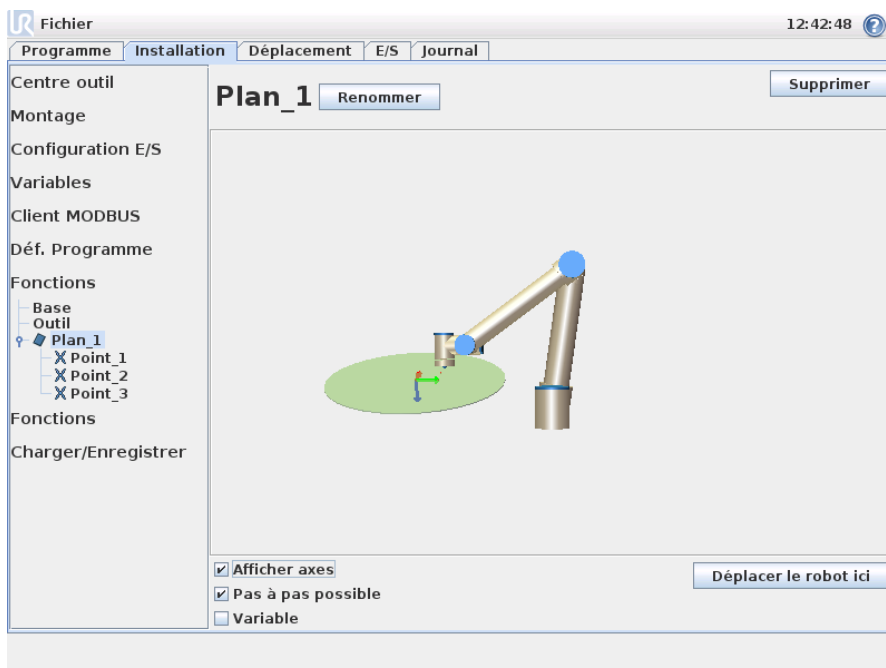 UR Fichier 12:42:48 ?
Programme Installation Déplacement E/S Journal
Centre outil
Montage
Configuration E/S
Variables
Client MODBUS
Déf. Programme
Fonctions
Base
Outil
Plan_1
Point_1
Point_2
Point_3
Fonctions
Charger/Enregistrer
Plan_1 Renommer Supprimer
Afficher axes
Pas à pas possible
Variable
Déplacer le robot ici